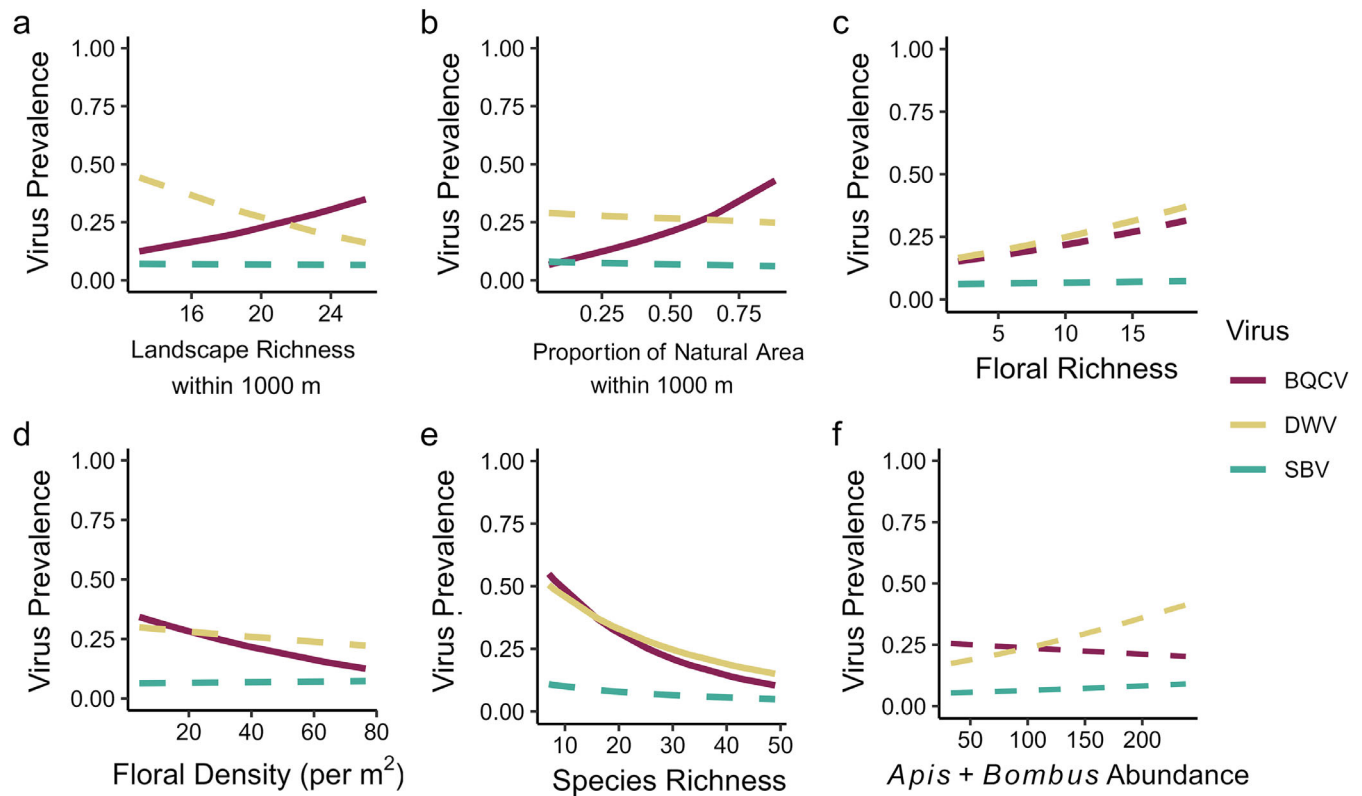 a
1.00
0.75
0.50
0.25
0.00
Virus Prevalence
16 20 24
Landscape Richness
within 1000 m
b
1.00
0.75
0.50
0.25
0.00
Virus Prevalence
0.25 0.50 0.75
Proportion of Natural Area
within 1000 m
c
1.00
0.75
0.50
0.25
0.00
Virus Prevalence
5 10 15
Floral Richness
Virus
BQCV
DWV
SBV
d
1.00
0.75
0.50
0.25
0.00
Virus Prevalence
20 40 60 80
Floral Density (per m²)
e
1.00
0.75
0.50
0.25
0.00
Virus Prevalence
10 20 30 40 50
Species Richness
f
1.00
0.75
0.50
0.25
0.00
Virus Prevalence
50 100 150 200
Apis + Bombus Abundance